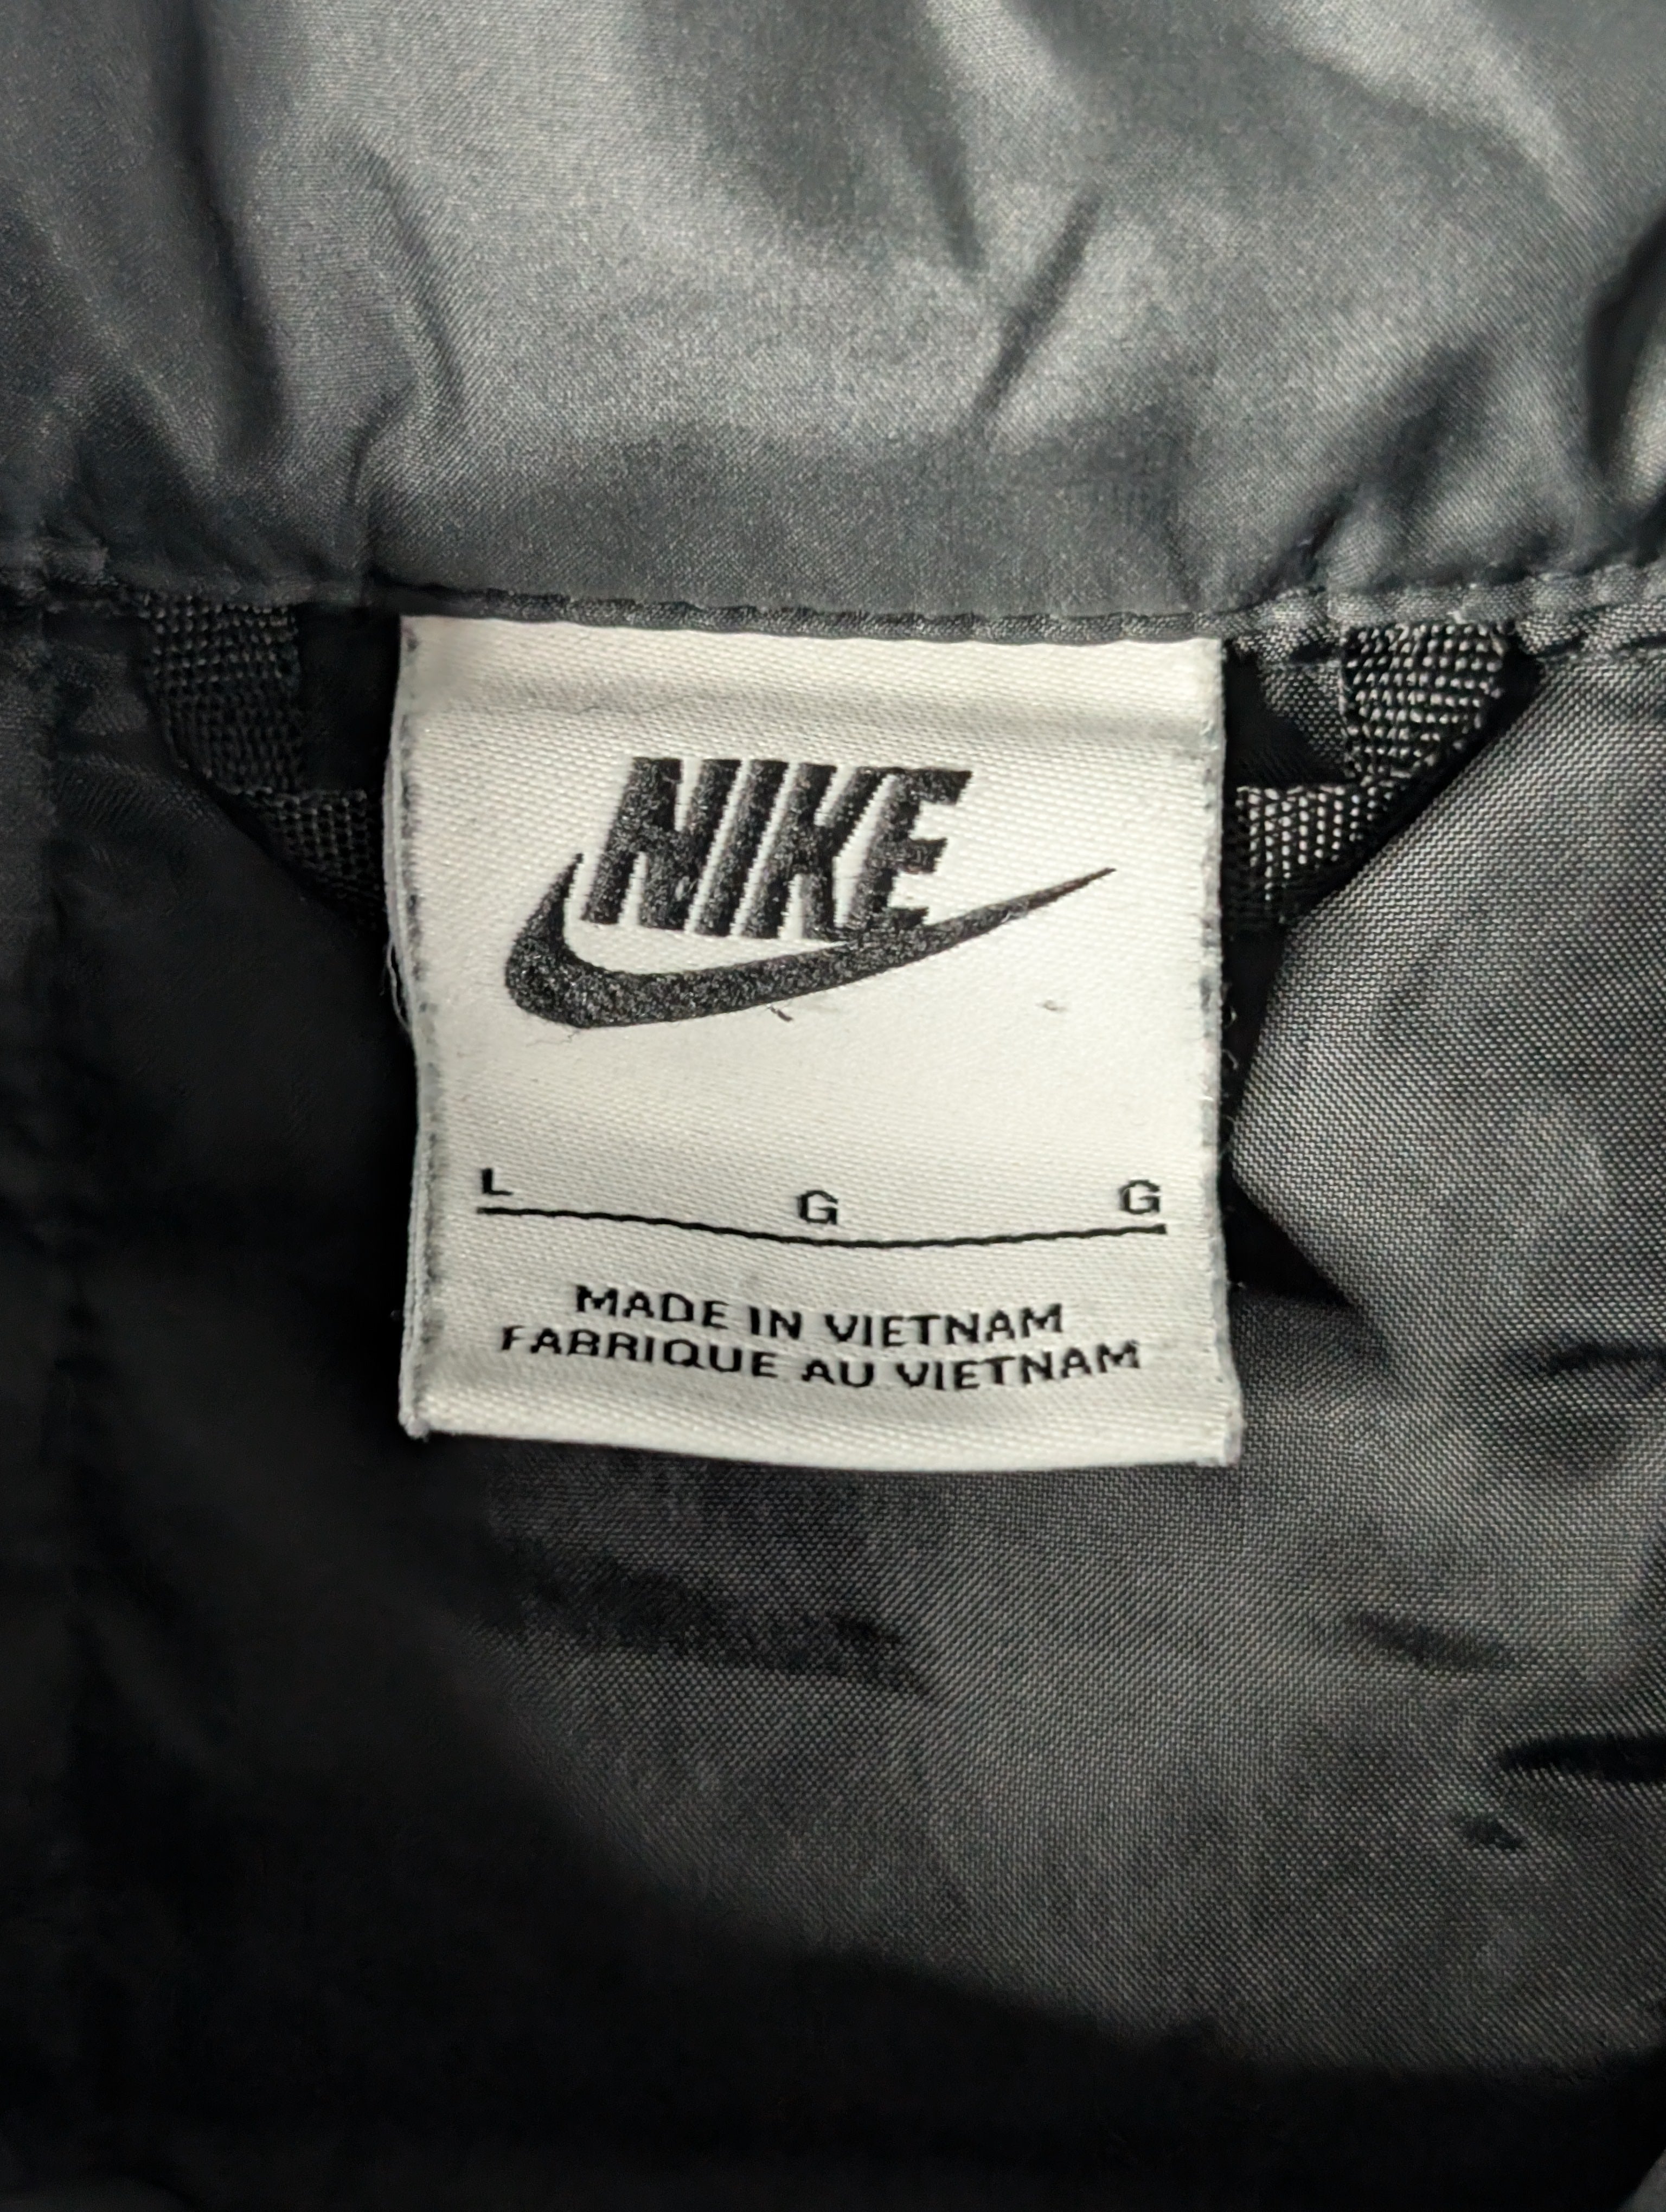 NIKE
L G G
MADE IN VIETNAM
FABRIQUE AU VIETNAM